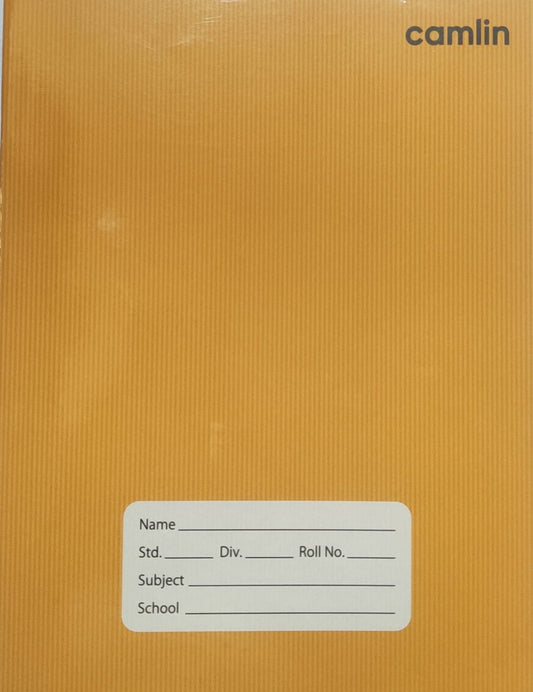 camlin
Name
Std. Div. Roll No.
Subject
School